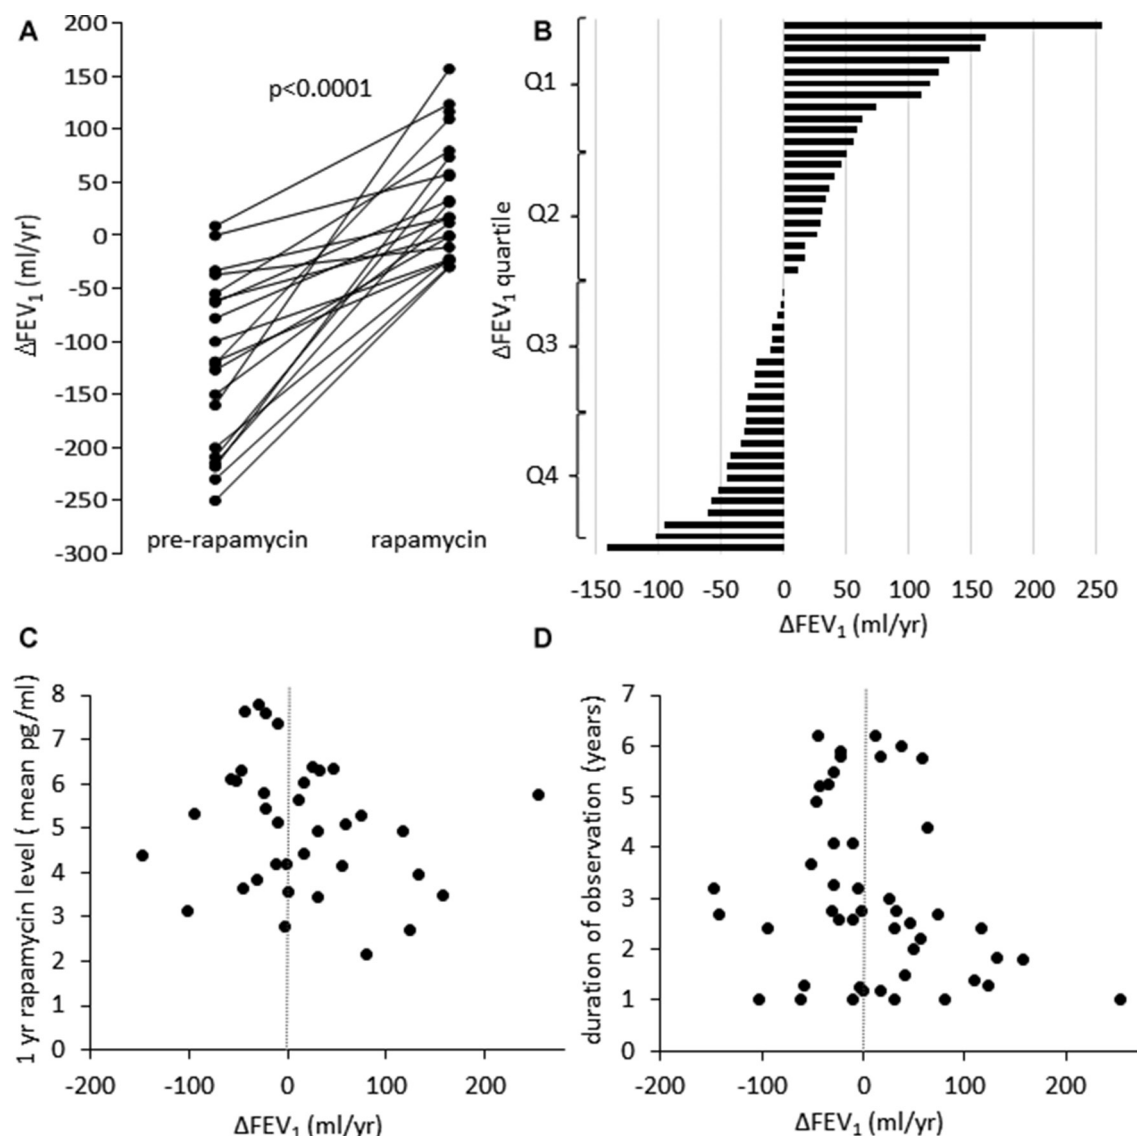 A
200
150
100
50
0
-50
-100
-150
-200
-250
-300
ΔFEV1 (ml/yr)
p<0.0001
pre-rapamycin
rapamycin
B
ΔFEV1 quartile
Q1
Q2
Q3
Q4
-150 -100 -50 0 50 100 150 200 250
ΔFEV1 (ml/yr)
C
1 yr rapamycin level ( mean pg/ml)
8
7
6
5
4
3
2
1
0
-200 -100 0 100 200
ΔFEV1 (ml/yr)
D
duration of observation (years)
7
6
5
4
3
2
1
0
-200 -100 0 100 200
ΔFEV1 (ml/yr)